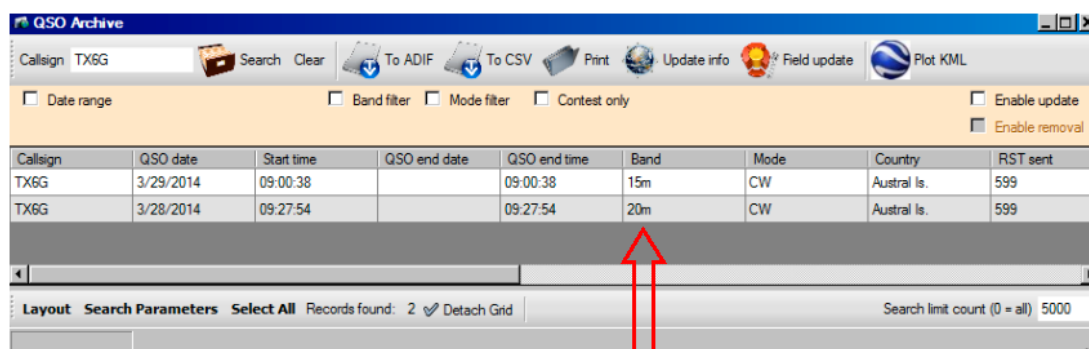 QSO Archive
Callsign TX6G Search Clear To ADIF To CSV Print Update info Field update Plot KML
Date range Band filter Mode filter Contest only Enable update
Enable removal
Callsign QSO date Start time QSO end date QSO end time Band Mode Country RST sent
TX6G 3/29/2014 09:00:38 09:00:38 15m CW Austral Is. 599
TX6G 3/28/2014 09:27:54 09:27:54 20m CW Austral Is. 599
Layout Search Parameters Select All Records found: 2 Detach Grid Search limit count (0 = all) 5000